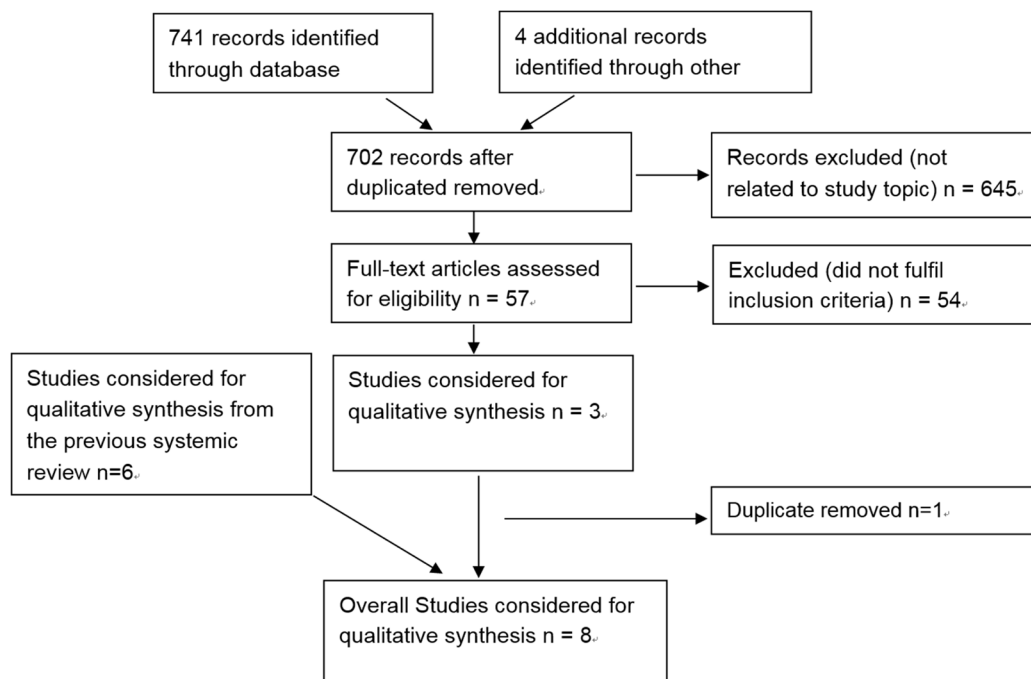 741 records identified
through database
4 additional records
identified through other
702 records after
duplicated removed
Records excluded (not
related to study topic) n = 645
Full-text articles assessed
for eligibility n = 57
Excluded (did not fulfil
inclusion criteria) n = 54
Studies considered for
qualitative synthesis from
the previous systemic
review n=6
Studies considered for
qualitative synthesis n = 3
Duplicate removed n=1
Overall Studies considered for
qualitative synthesis n = 8